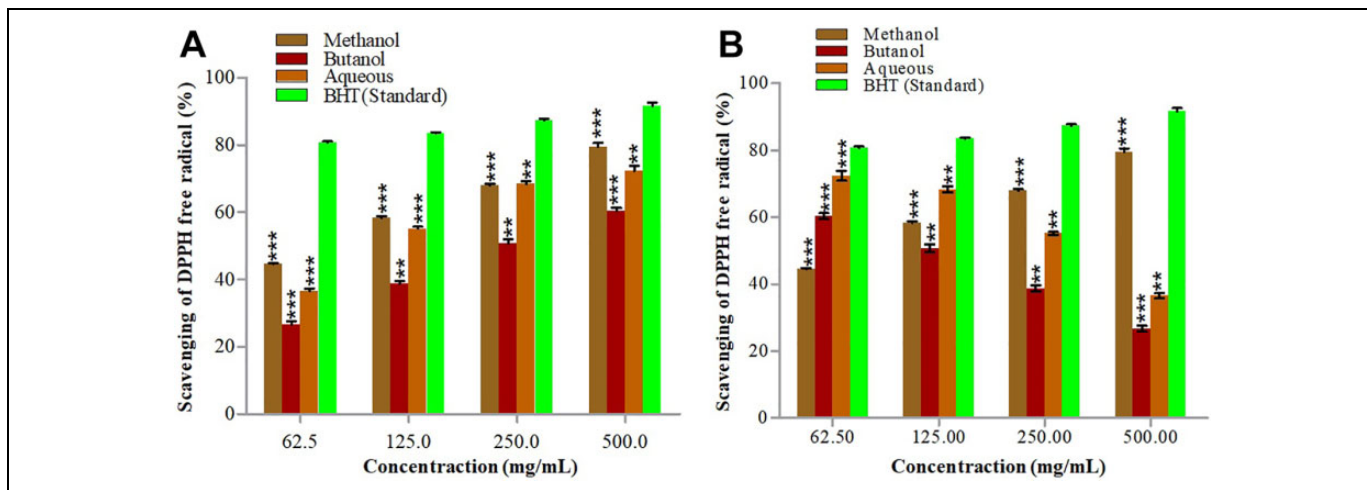 A
Methanol
Butanol
Aqueous
BHT(Standard)
Scavenging of DPPH free radical (%)
100
80
60
40
20
0
***
***
***
***
**
***
***
**
**
***
***
**
62.5 125.0 250.0 500.0
Concentraction (mg/mL)
B
Methanol
Butanol
Aqueous
BHT (Standard)
Scavenging of DPPH free radical (%)
100
80
60
40
20
0
***
***
***
***
**
**
***
**
**
***
***
**
62.50 125.00 250.00 500.00
Concentraction (mg/mL)